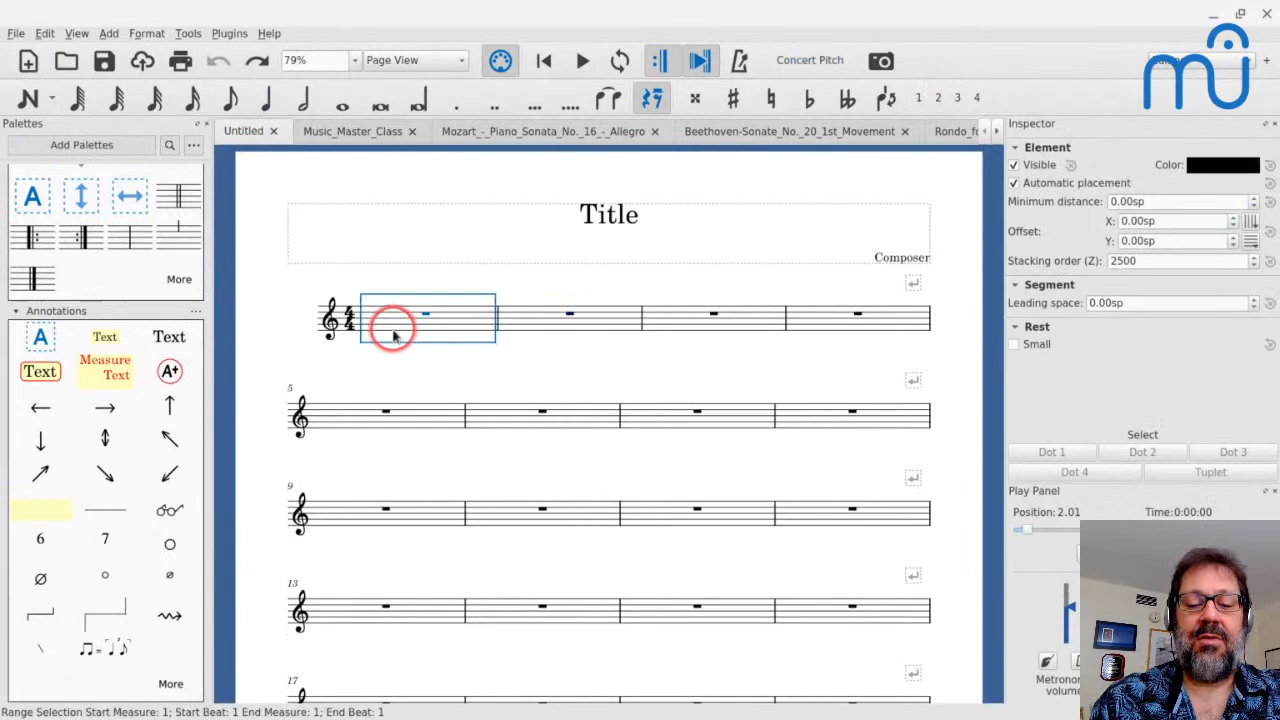 File Edit View Add Format Tools Plugins Help
79% Page View Concert Pitch
1 2 3 4
Palettes
Untitled Music_Master_Class Mozart_-_Piano_Sonata_No._16_-_Allegro Beethoven-Sonate_No._20_1st_Movement Rondo_fo
Inspector
Add Palettes
Element
Visible Color:
Automatic placement
Minimum distance: 0.00sp
Offset: X: 0.00sp
Y: 0.00sp
Stacking order (Z): 2500
Segment
Leading space: 0.00sp
Rest
Small
Select
Dot 1 Dot 2 Dot 3
Dot 4 Tuplet
Play Panel
Position:2.01 Time:0:00:00
Metronome
volume
A
More
Annotations
A Text Text
Text Measure Text A+
6 7
More
Title
Composer
4
4
5
9
13
17
Range Selection Start Measure: 1; Start Beat: 1 End Measure: 1; End Beat: 1